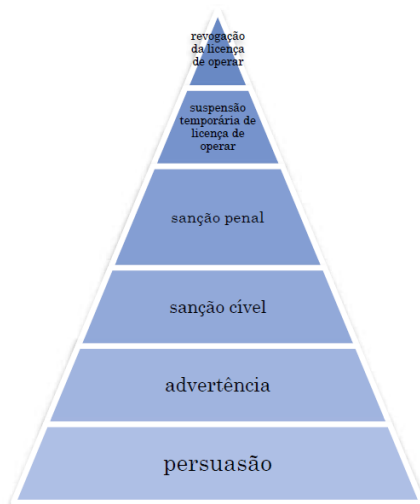 revogação
da licença
de operar
suspensão
temporária de
licença de
operar
sanção penal
sanção cível
advertência
persuasão